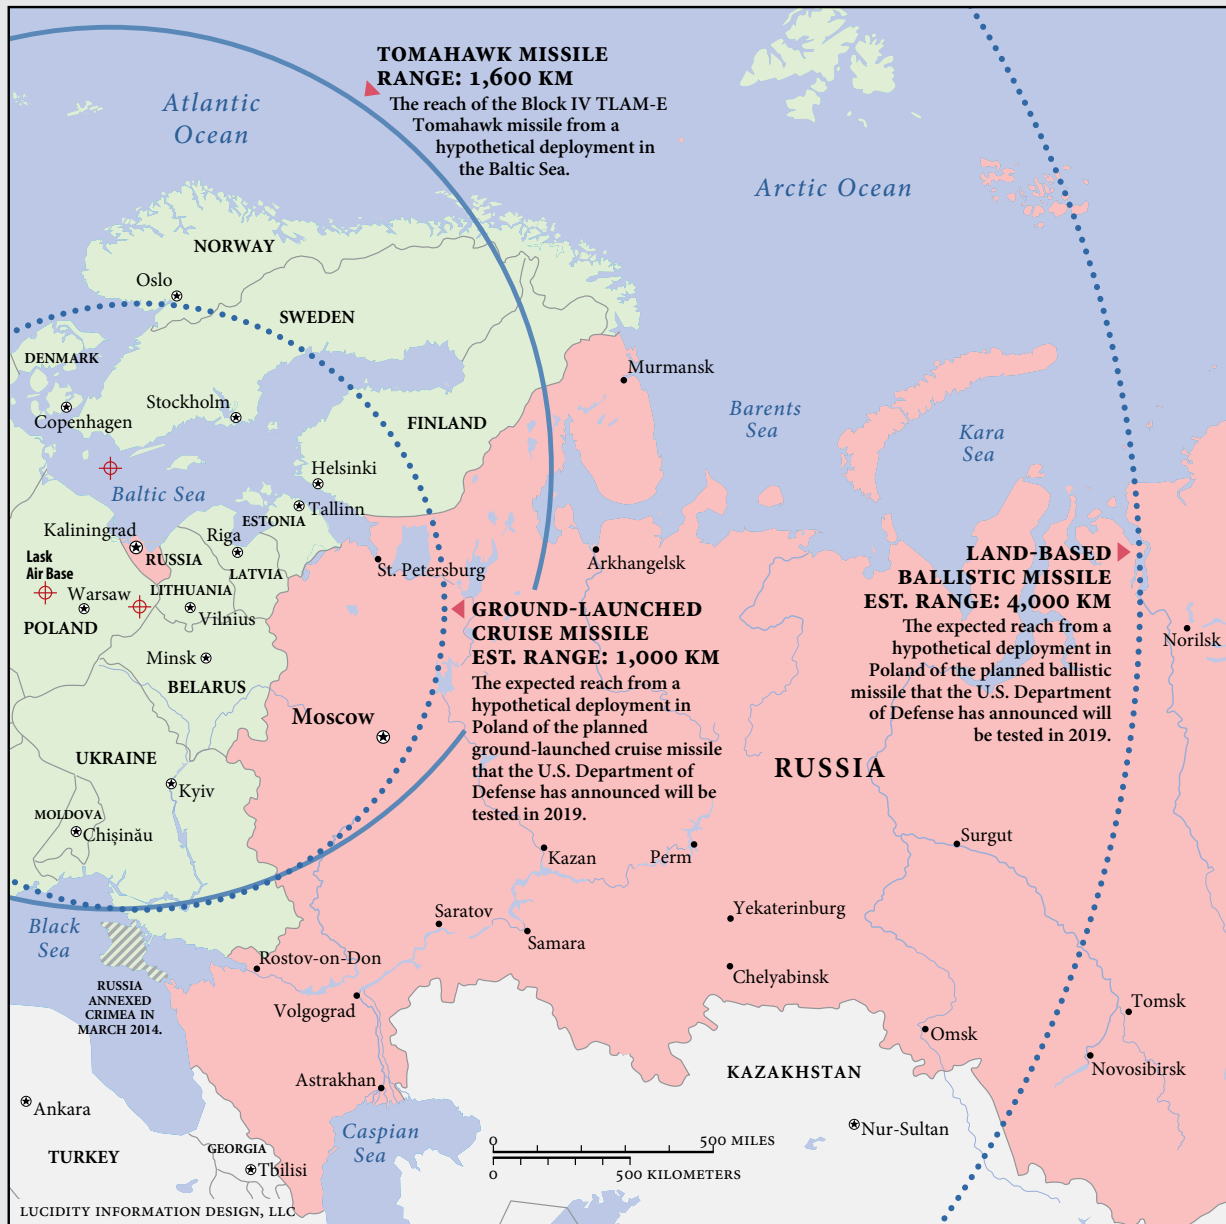 TOMAHAWK MISSILE
RANGE: 1,600 KM
The reach of the Block IV TLAM-E
Tomahawk missile from a
hypothetical deployment in
the Baltic Sea.
Atlantic
Ocean
Arctic Ocean
NORWAY
Oslo
SWEDEN
DENMARK
Copenhagen
Stockholm
FINLAND
Murmansk
Barents
Sea
Kara
Sea
Helsinki
Baltic Sea
Tallinn
ESTONIA
Kaliningrad
Riga
RUSSIA
LATVIA
Lask
Air Base
Warsaw
LITHUANIA
Vilnius
POLAND
St. Petersburg
Arkhangelsk
Minsk
BELARUS
Moscow
GROUND-LAUNCHED
CRUISE MISSILE
EST. RANGE: 1,000 KM
The expected reach from a
hypothetical deployment in
Poland of the planned
ground-launched cruise missile
that the U.S. Department of
Defense has announced will be
tested in 2019.
LAND-BASED
BALLISTIC MISSILE
EST. RANGE: 4,000 KM
The expected reach from a
hypothetical deployment in
Poland of the planned ballistic
missile that the U.S. Department
of Defense has announced will
be tested in 2019.
Norilsk
UKRAINE
Kyiv
MOLDOVA
Chișinău
RUSSIA
Kazan
Perm
Surgut
Saratov
Samara
Yekaterinburg
Chelyabinsk
Black
Sea
Rostov-on-Don
RUSSIA
ANNEXED
CRIMEA IN
MARCH 2014.
Volgograd
Tomsk
Omsk
Novosibirsk
Astrakhan
KAZAKHSTAN
Ankara
Nur-Sultan
Caspian
Sea
TURKEY
GEORGIA
Tbilisi
0 500 MILES
0 500 KILOMETERS
LUCIDITY INFORMATION DESIGN, LLC